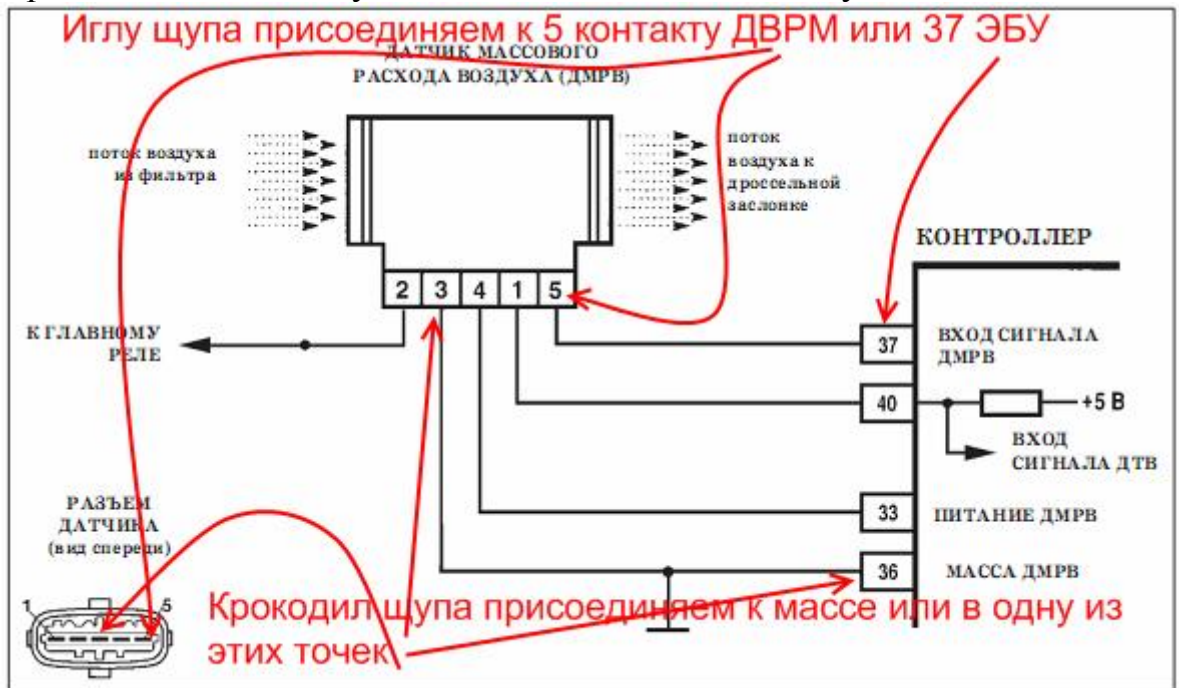 Иглу щупа присоединяем к 5 контакту ДВРМ или 37 ЭБУ
ДАТЧИК МАССОВОГО
РАСХОДА ВОЗДУХА (ДМРВ)
поток воздуха
из фильтра
поток
воздуха к
дроссельной
заслонке
КОНТРОЛЛЕР
2 3 4 1 5
К ГЛАВНОМУ
РЕЛЕ
37
ВХОД СИГНАЛА
ДМРВ
40
+5 В
ВХОД
СИГНАЛА ДТВ
РАЗЪЕМ
ДАТЧИКА
(вид спереди)
33
ПИТАНИЕ ДМРВ
36
МАССА ДМРВ
1 5
Крокодил щупа присоединяем к массе или в одну из
этих точек